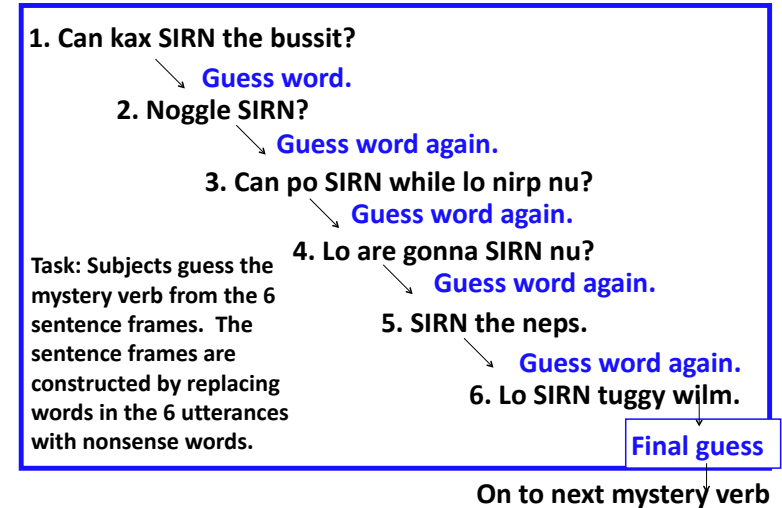 1. Can kax SIRN the bussit?
Guess word.
2. Noggle SIRN?
Guess word again.
3. Can po SIRN while lo nirp nu?
Guess word again.
4. Lo are gonna SIRN nu?
Guess word again.
5. SIRN the neps.
Guess word again.
6. Lo SIRN tuggy wilm.
Final guess
On to next mystery verb
Task: Subjects guess the
mystery verb from the 6
sentence frames. The
sentence frames are
constructed by replacing
words in the 6 utterances
with nonsense words.